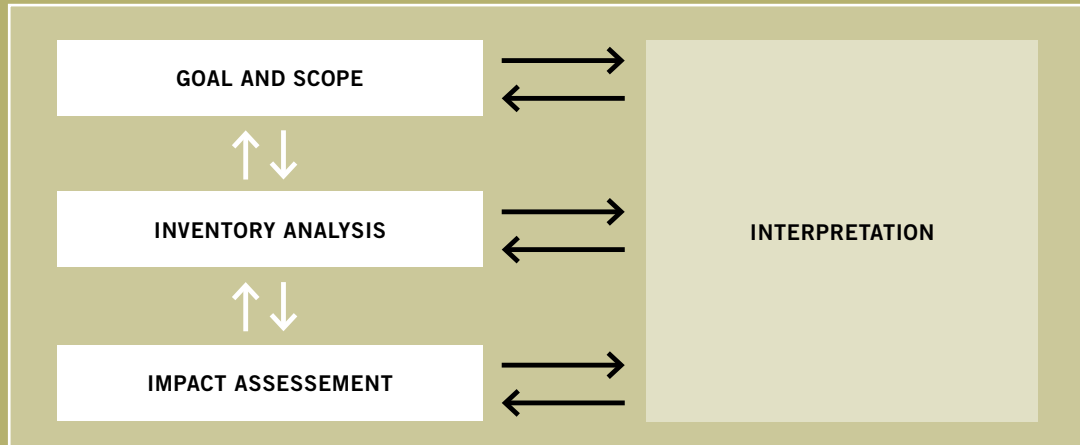 GOAL AND SCOPE
INVENTORY ANALYSIS
INTERPRETATION
IMPACT ASSESSEMENT